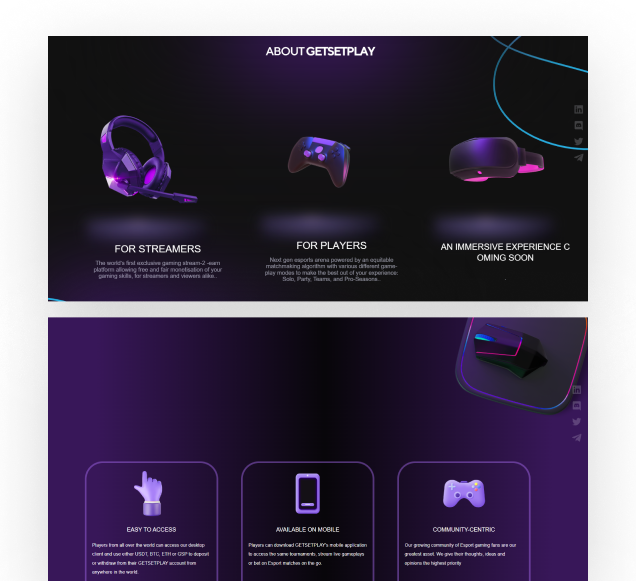 ABOUT GETSETPLAY
FOR STREAMERS
The world's first exclusive gaming stream-2 -earn
platform allowing free and fair monetisation of your
gaming skills, for streamers and viewers alike..
FOR PLAYERS
Next gen esports arena powered by an equitable
matchmaking algorithm with various different game-
play modes to make the best out of your experience:
Solo, Party, Teams, and Pro-Seasons..
AN IMMERSIVE EXPERIENCE C
OMING SOON
.
EASY TO ACCESS
Players from all over the world can access our desktop
client and use either USDT, BTC, ETH or GSP to deposit
or withdraw from their GETSETPLAY account from
anywhere in the world.
AVAILABLE ON MOBILE
Players can download GETSETPLAY's mobile application
to access the same tournaments, stream live gameplays
or bet on Esport matches on the go.
COMMUNITY-CENTRIC
Our growing community of Esport gaming fans are our
greatest asset. We give their thoughts, ideas and
opinions the highest priority